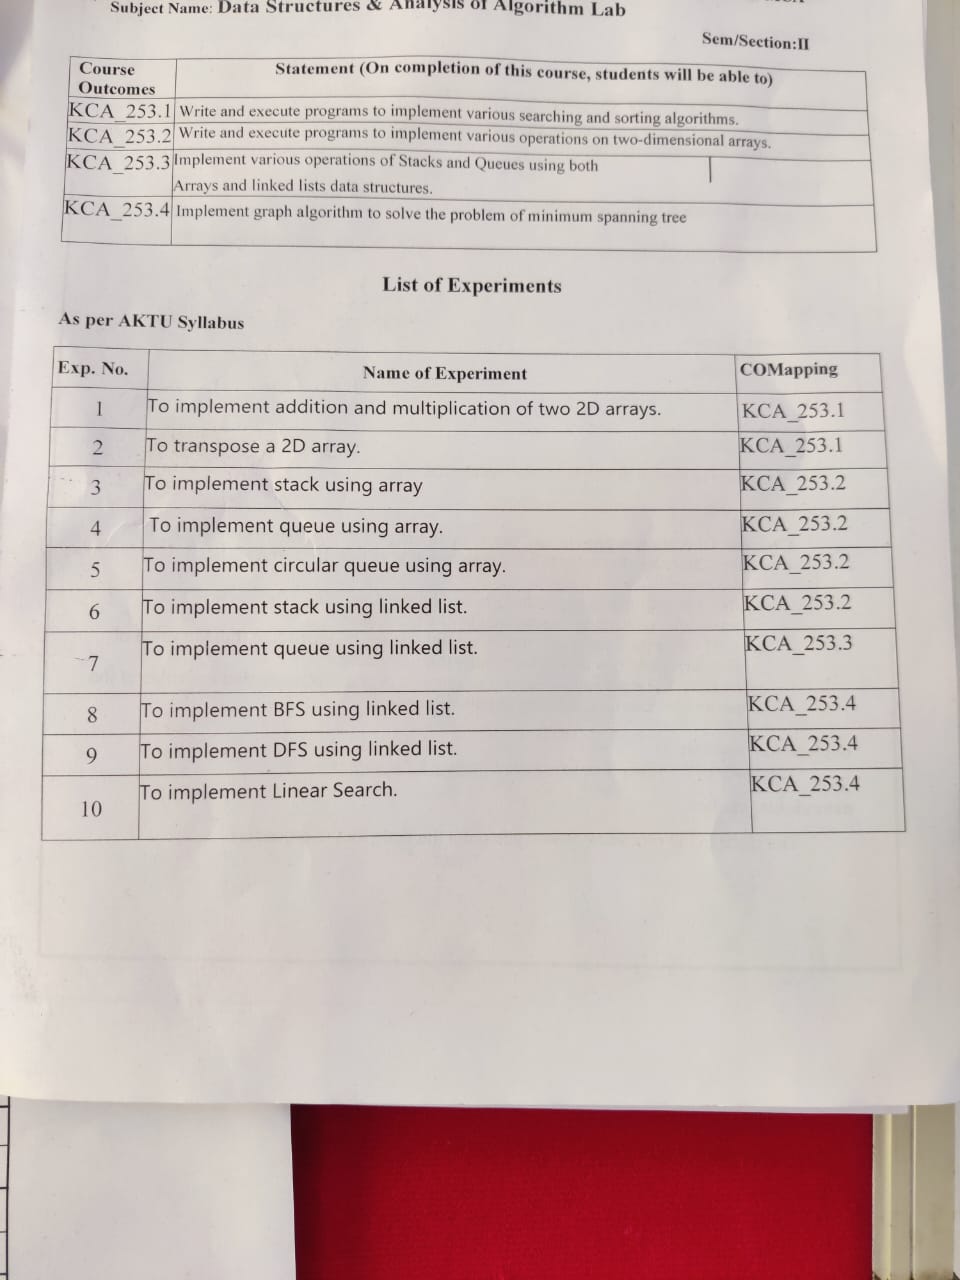 Subject Name: Data Structures & Analysis of Algorithm Lab
Sem/Section:II
Course Outcomes Statement (On completion of this course, students will be able to)
KCA_253.1 Write and execute programs to implement various searching and sorting algorithms.
KCA_253.2 Write and execute programs to implement various operations on two-dimensional arrays.
KCA_253.3 Implement various operations of Stacks and Queues using both
Arrays and linked lists data structures.
KCA_253.4 Implement graph algorithm to solve the problem of minimum spanning tree
List of Experiments
As per AKTU Syllabus
Exp. No. Name of Experiment COMapping
1 To implement addition and multiplication of two 2D arrays. KCA_253.1
2 To transpose a 2D array. KCA_253.1
3 To implement stack using array KCA_253.2
4 To implement queue using array. KCA_253.2
5 To implement circular queue using array. KCA_253.2
6 To implement stack using linked list. KCA_253.2
7 To implement queue using linked list. KCA_253.3
8 To implement BFS using linked list. KCA_253.4
9 To implement DFS using linked list. KCA_253.4
10 To implement Linear Search. KCA_253.4